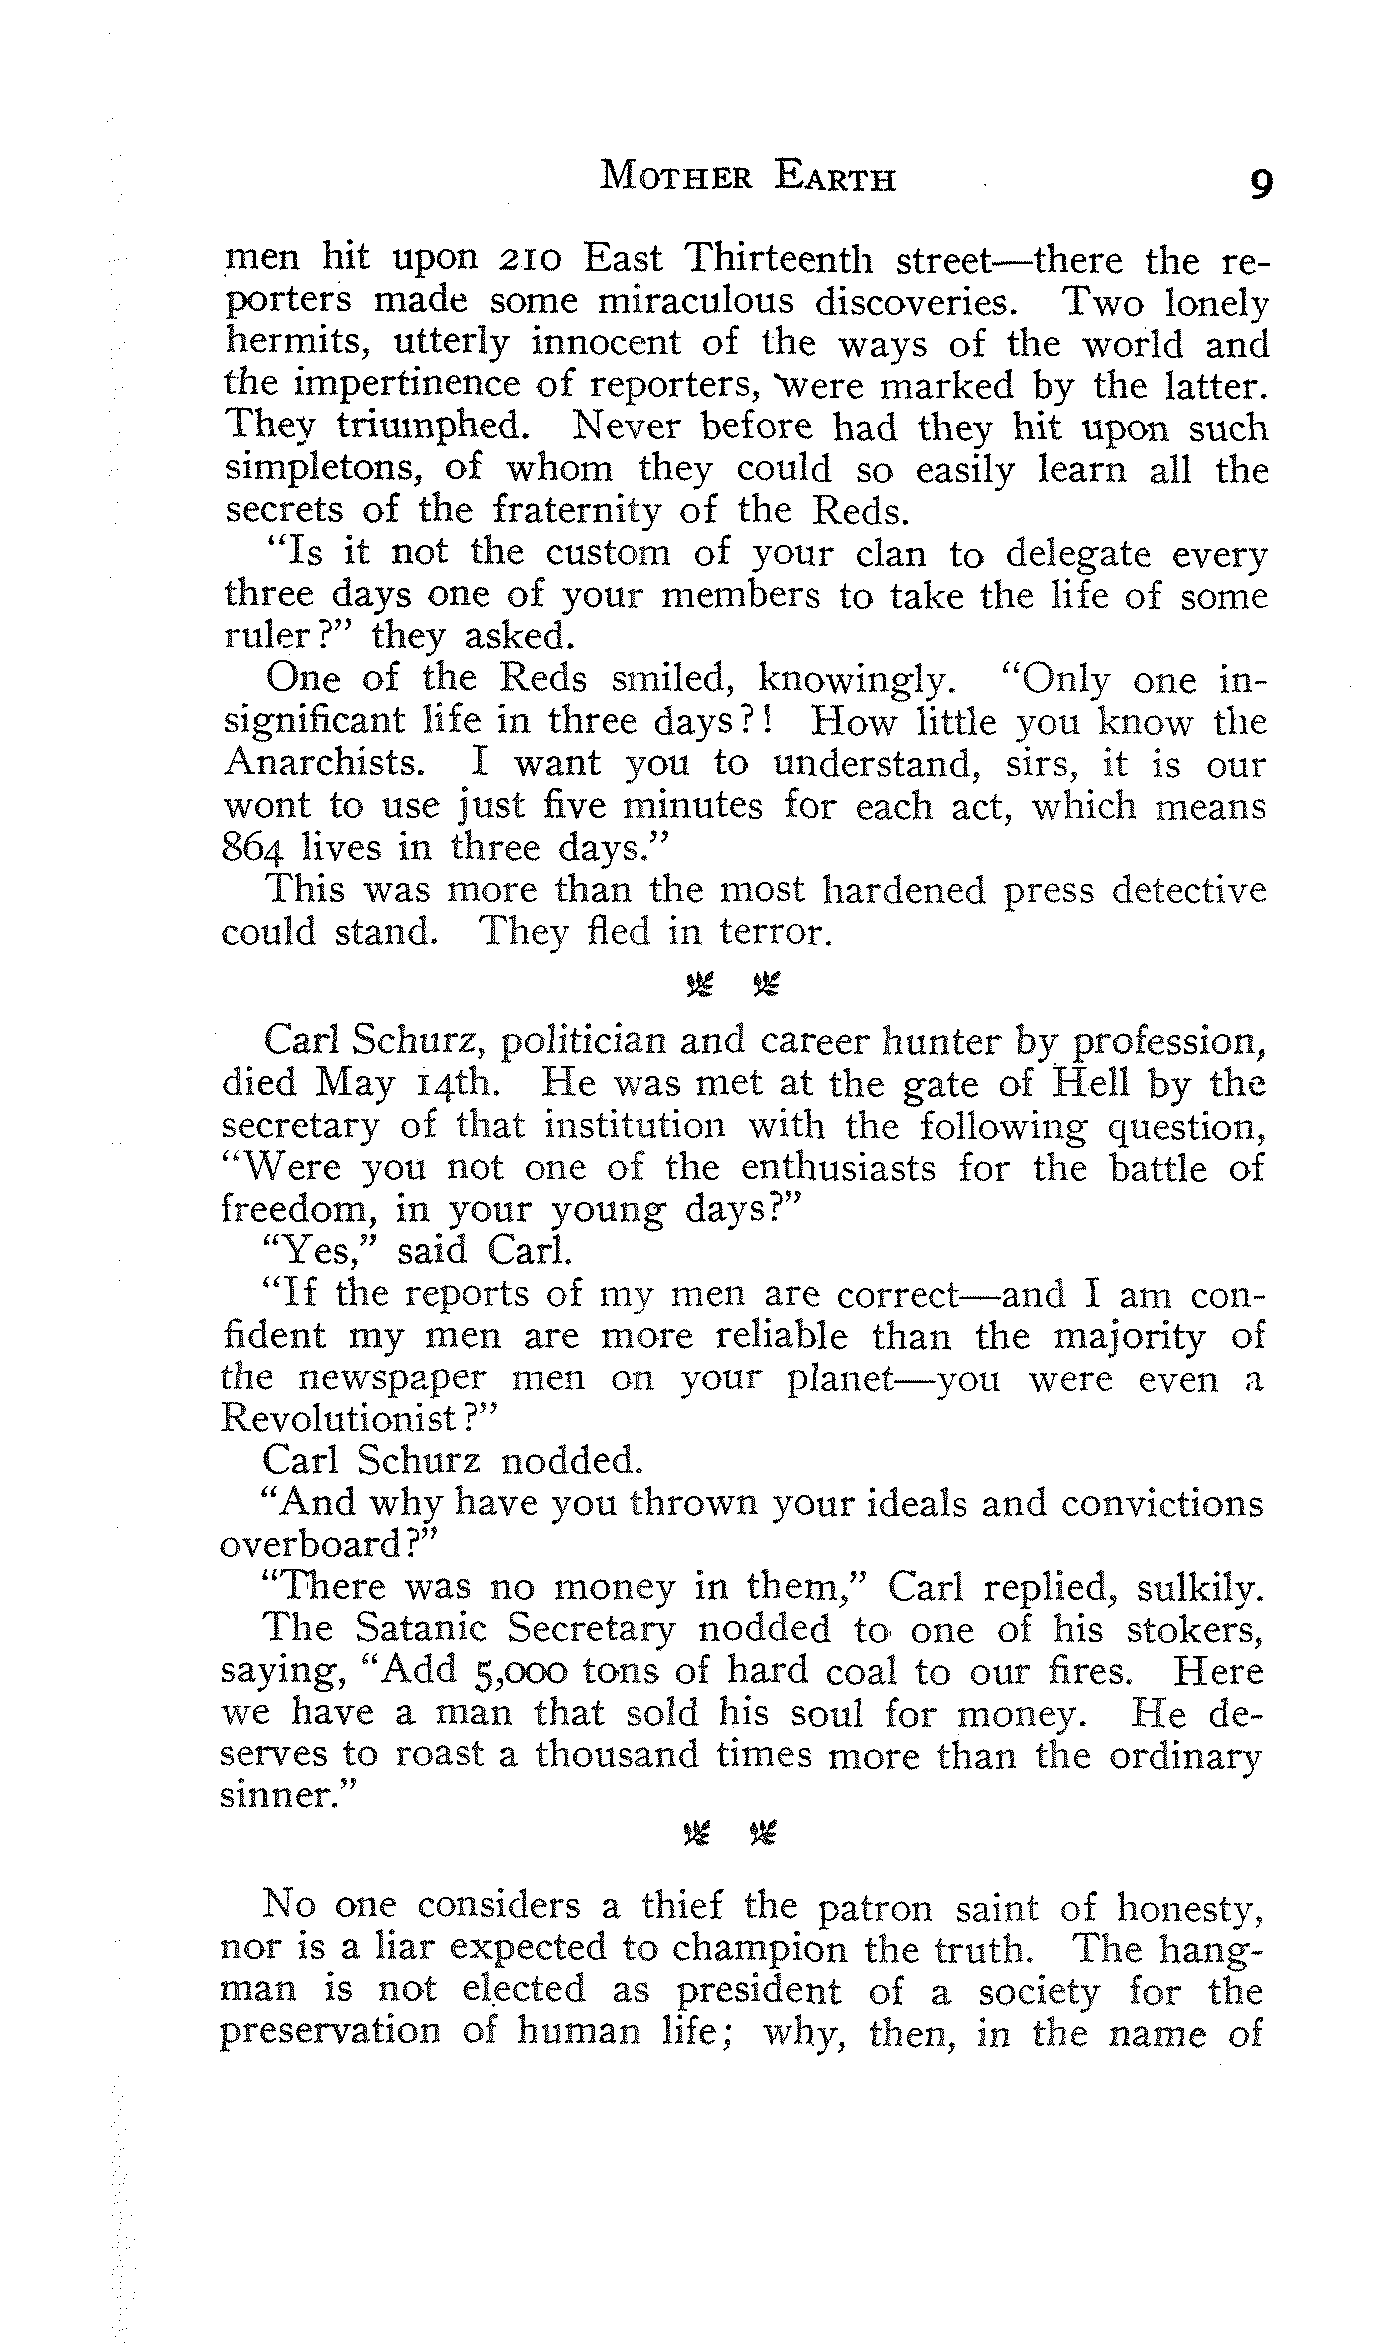 MOTHER EARTH 9
men hit upon 210 East Thirteenth street—there the re-
porters made some miraculous discoveries. Two lonely
hermits, utterly innocent of the ways of the world and
the impertinence of reporters, were marked by the latter.
They triumphed. Never before had they hit upon such
simpletons, of whom they could so easily learn all the
secrets of the fraternity of the Reds.
"Is it not the custom of your clan to delegate every
three days one of your members to take the life of some
ruler?" they asked.
One of the Reds smiled, knowingly. "Only one in-
significant life in three days?! How little you know the
Anarchists. I want you to understand, sirs, it is our
wont to use just five minutes for each act, which means
864 lives in three days."
This was more than the most hardened press detective
could stand. They fled in terror.
Carl Schurz, politician and career hunter by profession,
died May 14th. He was met at the gate of Hell by the
secretary of that institution with the following question,
"Were you not one of the enthusiasts for the battle of
freedom, in your young days?"
"Yes," said Carl.
"If the reports of my men are correct—and I am con-
fident my men are more reliable than the majority of
the newspaper men on your planet—you were even a
Revolutionist?"
Carl Schurz nodded.
"And why have you thrown your ideals and convictions
overboard?"
"There was no money in them," Carl replied, sulkily.
The Satanic Secretary nodded to one of his stokers,
saying, "Add 5,000 tons of hard coal to our fires. Here
we have a man that sold his soul for money. He de-
serves to roast a thousand times more than the ordinary
sinner."
No one considers a thief the patron saint of honesty,
nor is a liar expected to champion the truth. The hang-
man is not elected as president of a society for the
preservation of human life; why, then, in the name of